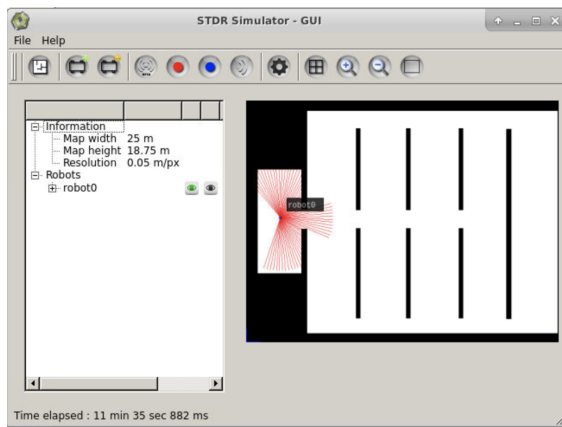 STDR Simulator - GUI
File Help
Information
Map width 25 m
Map height 18.75 m
Resolution 0.05 m/px
Robots
robot0
robot0
Time elapsed : 11 min 35 sec 882 ms